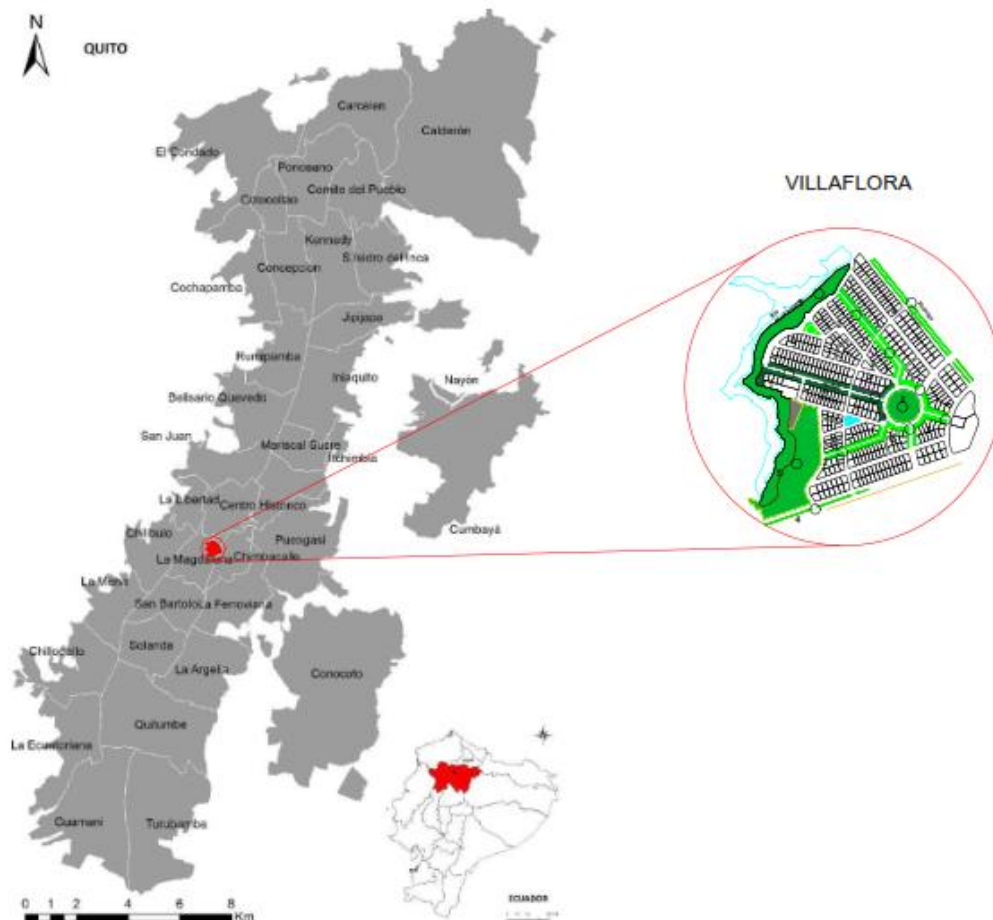 N
QUITO
Carcelen
Calderón
El Condado
Ponceano
Comite del Pueblo
Cotocollao
Kennedy
S.Isidro del Inca
Concepcion
Cochapamba
Jipijapa
Rumipamba
Iniaquito
Nayón
Belisario Quevedo
San Juan
Mariscal Sucre
Itchimbia
La Libertad
Centro Historico
Cumbayá
Chilibulo
Puengasi
La Magdalena
Chimbacalle
La Mena
San Bartolo
La Ferroviaria
Solanda
Chillogallo
La Argelia
Conocoto
Quitumbe
La Ecuatoriana
Guamani
Turubamba
0 1 2 4 6 8
Km
VILLAFLORA
ECUADOR